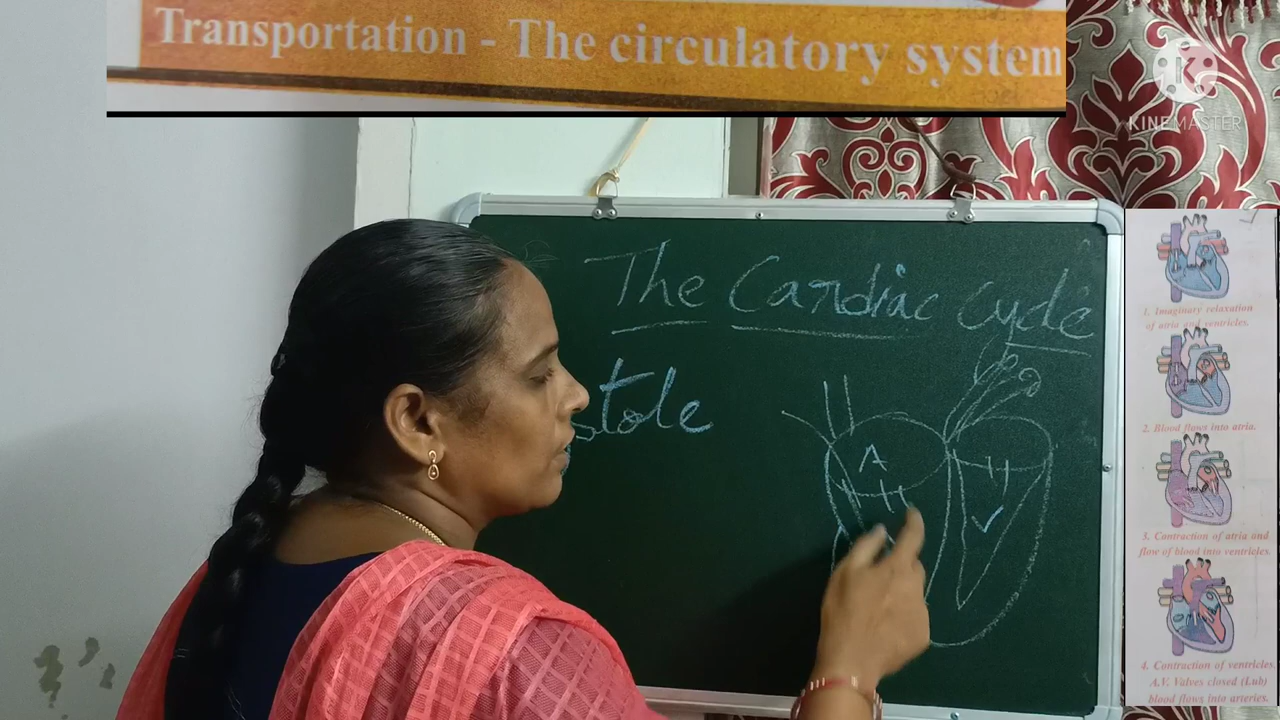 Transportation - The circulatory system
KINEMASTER
The Cardiac Cycle
stole
A
V
1. Imaginary relaxation
of atria and ventricles.
2. Blood flows into atria.
3. Contraction of atria and
flow of blood into ventricles.
4. Contraction of ventricles
A.V. Valves closed (Lub)
blood flows into arteries.